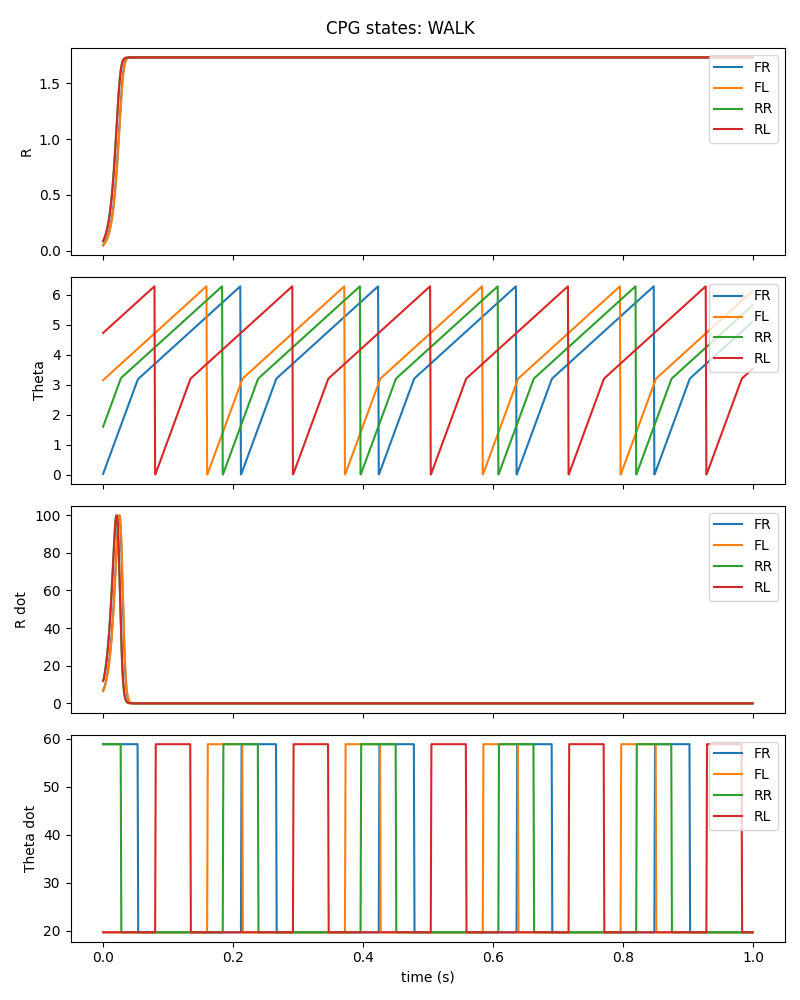 CPG states: WALK
R
1.5
1.0
0.5
0.0
FR
FL
RR
RL
Theta
6
5
4
3
2
1
0
FR
FL
RR
RL
R dot
100
80
60
40
20
0
FR
FL
RR
RL
Theta dot
60
50
40
30
20
FR
FL
RR
RL
0.0 0.2 0.4 0.6 0.8 1.0
time (s)